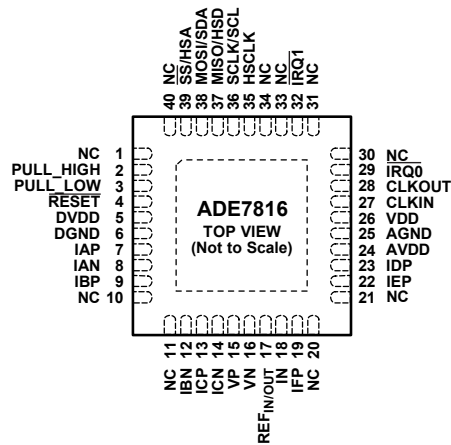 NC
SS/HSA
MOSI/SDA
MISO/HSD
SCLK/SCL
HSCLK
NC
NC
IRQ1
NC
40 39 38 37 36 35 34 33 32 31
NC 1
PULL_HIGH 2
PULL_LOW 3
RESET 4
DVDD 5
DGND 6
IAP 7
IAN 8
IBP 9
NC 10
ADE7816
TOP VIEW
(Not to Scale)
30 NC
29 IRQ0
28 CLKOUT
27 CLKIN
26 VDD
25 AGND
24 AVDD
23 IDP
22 IEP
21 NC
11 12 13 14 15 16 17 18 19 20
NC
IBN
ICP
ICN
VP
VN
REFIN/OUT
IN
IFP
NC